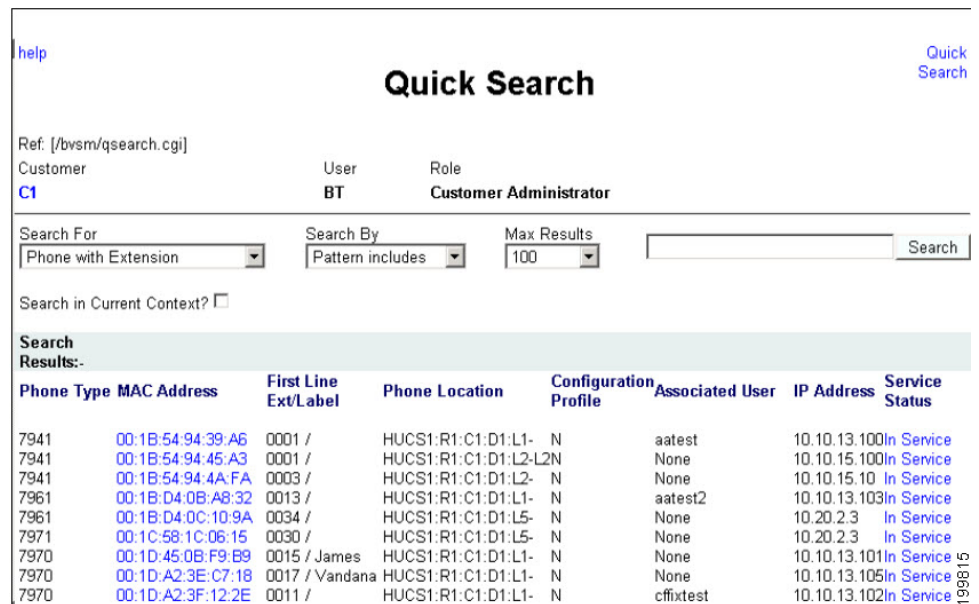 help
Quick Search
Quick Search
Ref: [/bvsm/qsearch.cgi]
Customer User Role
C1 BT Customer Administrator
Search For Search By Max Results
Phone with Extension Pattern includes 100 Search
Search in Current Context?
Search Results:-
Phone Type MAC Address First Line Ext/Label Phone Location Configuration Profile Associated User IP Address Service Status
7941 00:1B:54:94:39:A6 0001 / HUCS1:R1:C1:D1:L1- N aatest 10.10.13.100 In Service
7941 00:1B:54:94:45:A3 0001 / HUCS1:R1:C1:D1:L2-L2 N None 10.10.15.100 In Service
7941 00:1B:54:94:4A:FA 0003 / HUCS1:R1:C1:D1:L2- N None 10.10.15.10 In Service
7961 00:1B:D4:0B:A8:32 0013 / HUCS1:R1:C1:D1:L1- N aatest2 10.10.13.103 In Service
7961 00:1B:D4:0C:10:9A 0034 / HUCS1:R1:C1:D1:L5- N None 10.20.2.3 In Service
7971 00:1C:58:1C:06:15 0030 / HUCS1:R1:C1:D1:L5- N None 10.20.2.3 In Service
7970 00:1D:45:0B:F9:B9 0015 / James HUCS1:R1:C1:D1:L1- N None 10.10.13.101 In Service
7970 00:1D:A2:3E:C7:18 0017 / Vandana HUCS1:R1:C1:D1:L1- N None 10.10.13.105 In Service
7970 00:1D:A2:3F:12:2E 0011 / HUCS1:R1:C1:D1:L1- N cffixtest 10.10.13.102 In Service
199815